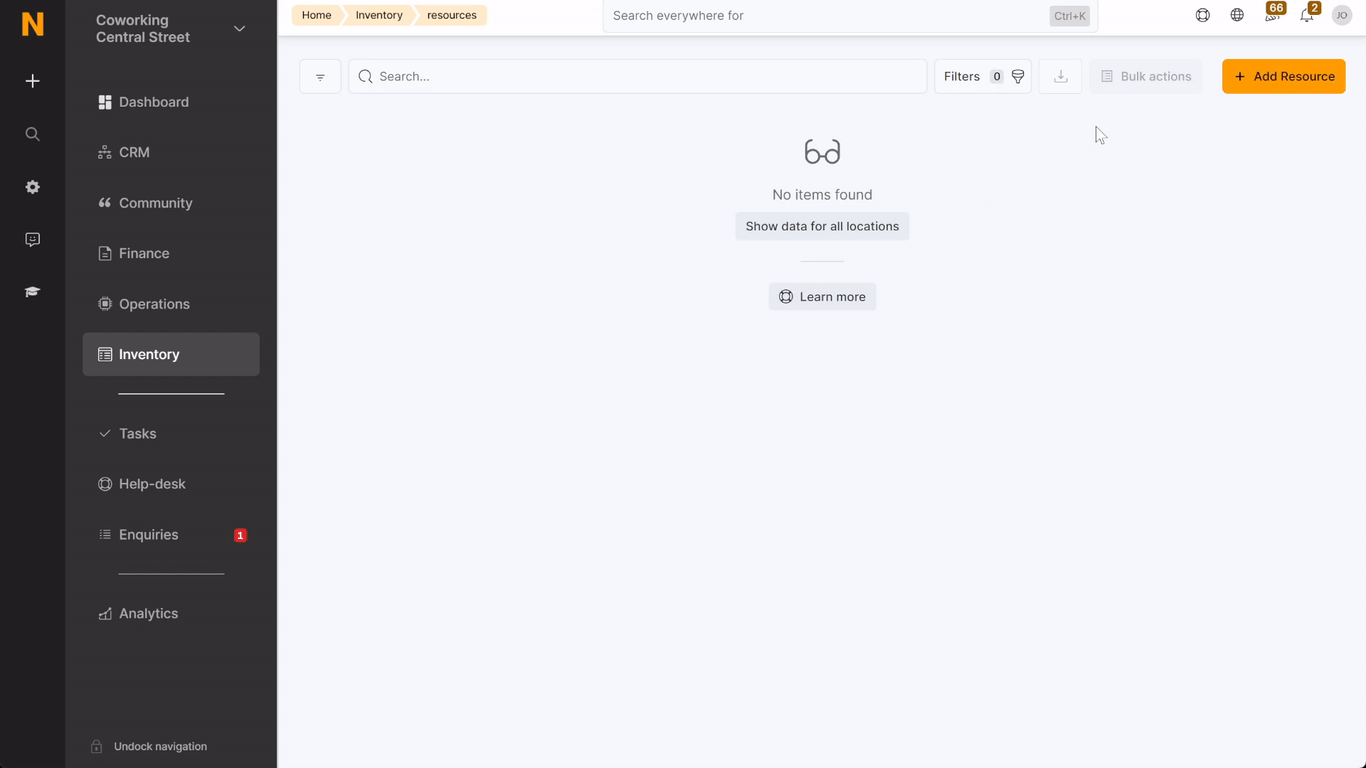 N
Coworking
Central Street
Dashboard
CRM
Community
Finance
Operations
Inventory
Tasks
Help-desk
Enquiries 1
Analytics
Undock navigation
Home Inventory resources
Search everywhere for Ctrl+K
66 2 JO
Search...
Filters 0
Bulk actions
+ Add Resource
No items found
Show data for all locations
Learn more